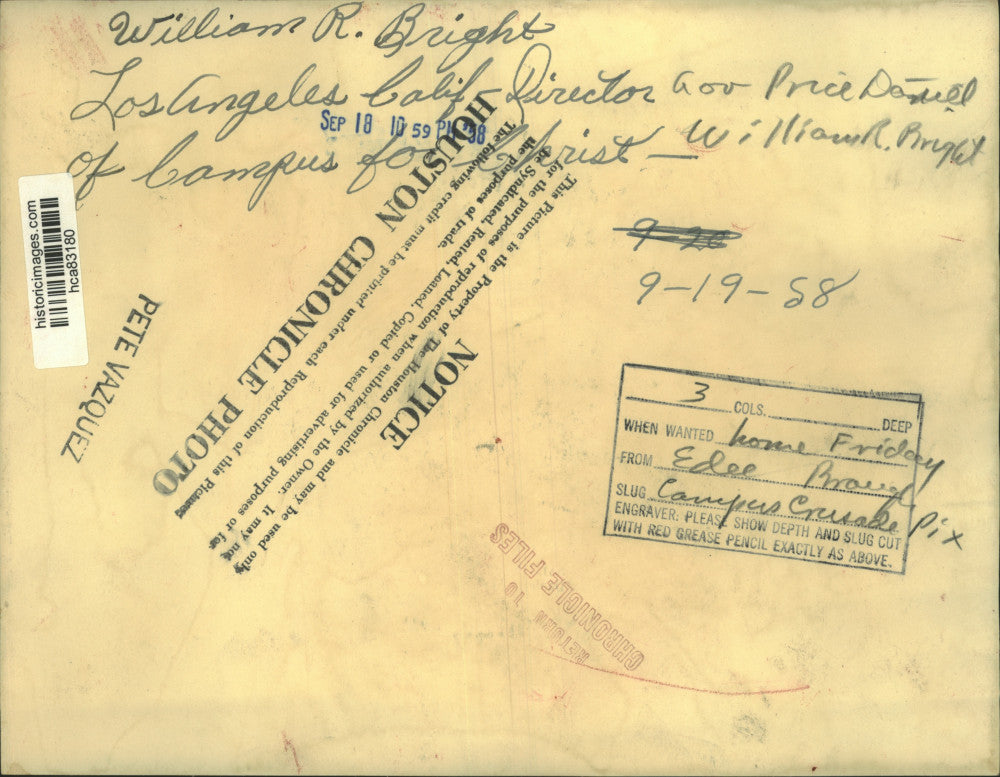 William R. Bright
Los Angeles Calif - Director
of Campus for Christ -
Gov Price Daniel
William R. Bright
SEP 18 10 59 PM '58
9-26
9-19-58
historicimages.com
hca83180
PETE VAZQUEZ
NOTICE
This Picture is the Property of The Houston Chronicle and may be used only
for the purposes of reproduction when authorized by the Owner. It may not
be Syndicated, Rented, Loaned, Copied or used for advertising purposes or for
the purposes of trade.
The following credit must be printed under each Reproduction of this Picture.
HOUSTON CHRONICLE PHOTO
3 COLS. DEEP
WHEN WANTED home Friday
FROM Edee
SLUG Campus Crusade Pix
ENGRAVER: PLEASE SHOW DEPTH AND SLUG CUT
WITH RED GREASE PENCIL EXACTLY AS ABOVE.
RETURN TO
CHRONICLE FILES